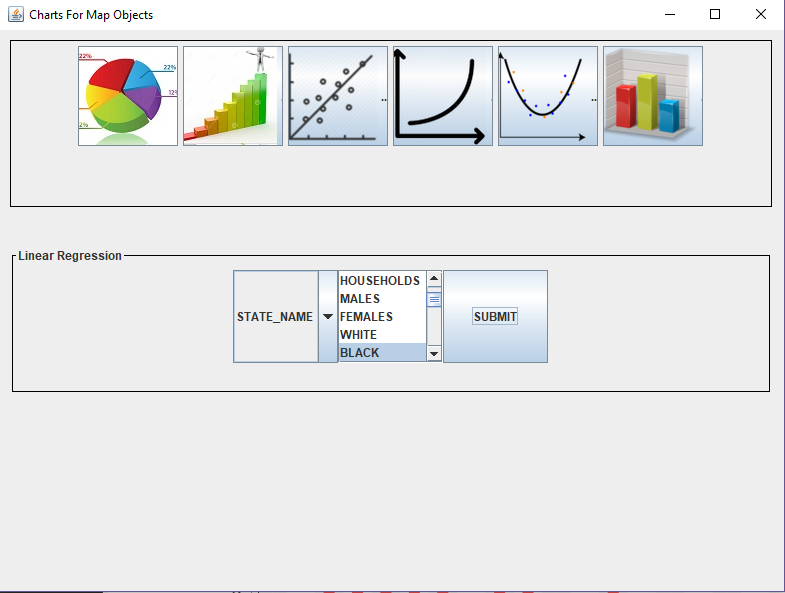 Charts For Map Objects
22%
22%
12%
2%
Linear Regression
STATE_NAME
HOUSEHOLDS
MALES
FEMALES
WHITE
BLACK
SUBMIT